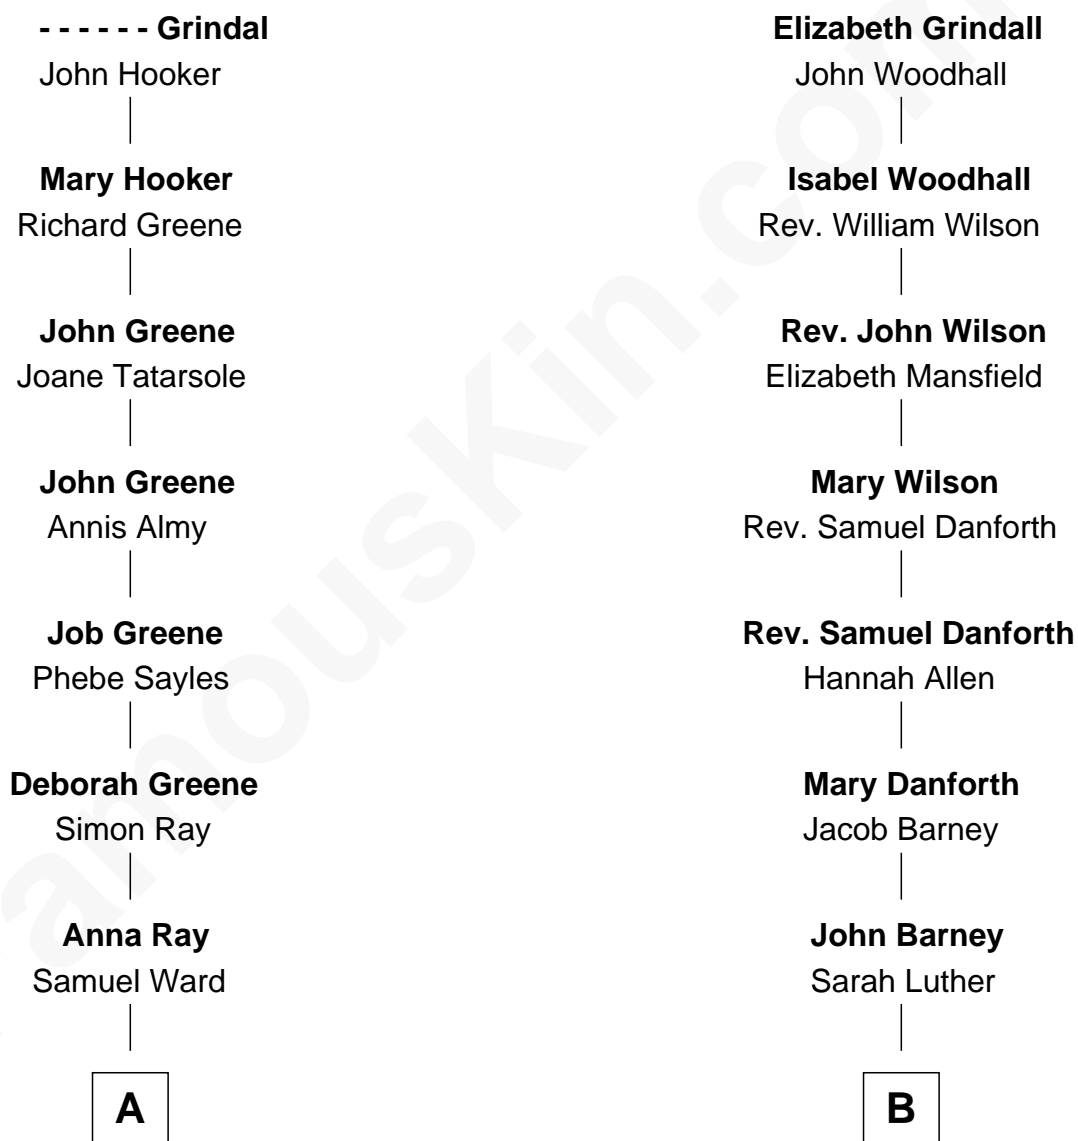 - - - - - - Grindal
John Hooker
Mary Hooker
Richard Greene
John Greene
Joane Tatarsole
John Greene
Annis Almy
Job Greene
Phebe Sayles
Deborah Greene
Simon Ray
Anna Ray
Samuel Ward
A
Elizabeth Grindall
John Woodhall
Isabel Woodhall
Rev. William Wilson
Rev. John Wilson
Elizabeth Mansfield
Mary Wilson
Rev. Samuel Danforth
Rev. Samuel Danforth
Hannah Allen
Mary Danforth
Jacob Barney
John Barney
Sarah Luther
B
amouskin.com